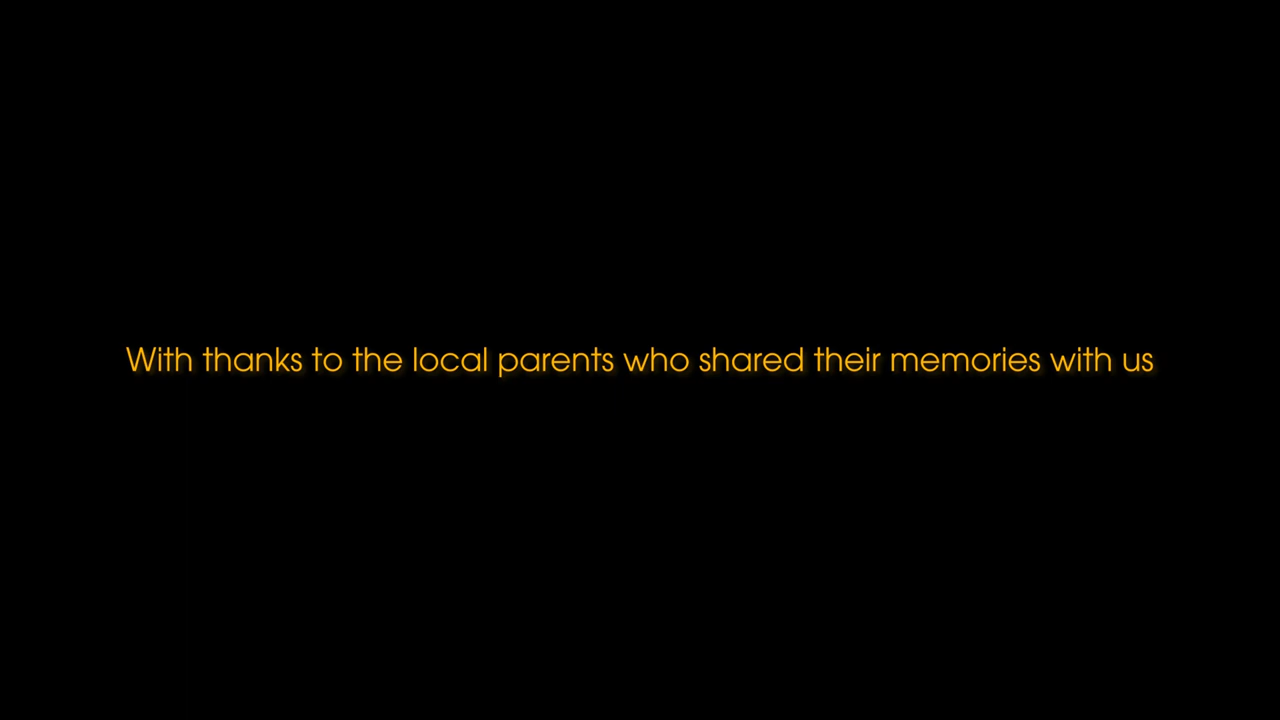 With thanks to the local parents who shared their memories with us